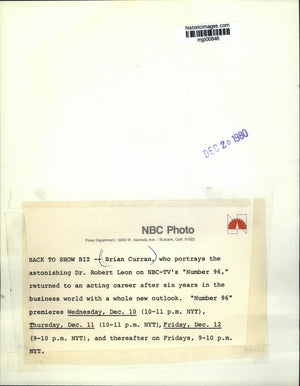 historicimages.com
mjp00846
DEC 26 1980
NBC Photo
Press Department / 3000 W. Alameda Ave. / Burbank, Calif. 91523
BACK TO SHOW BIZ -- (Brian Curran,) who portrays the
astonishing Dr. Robert Leon on NBC-TV's "Number 96,"
returned to an acting career after six years in the
business world with a whole new outlook. "Number 96"
premieres Wednesday, Dec. 10 (10-11 p.m. NYT),
Thursday, Dec. 11 (10-11 p.m. NYT), Friday, Dec. 12
(9-10 p.m. NYT), and thereafter on Fridays, 9-10 p.m.
NYT.